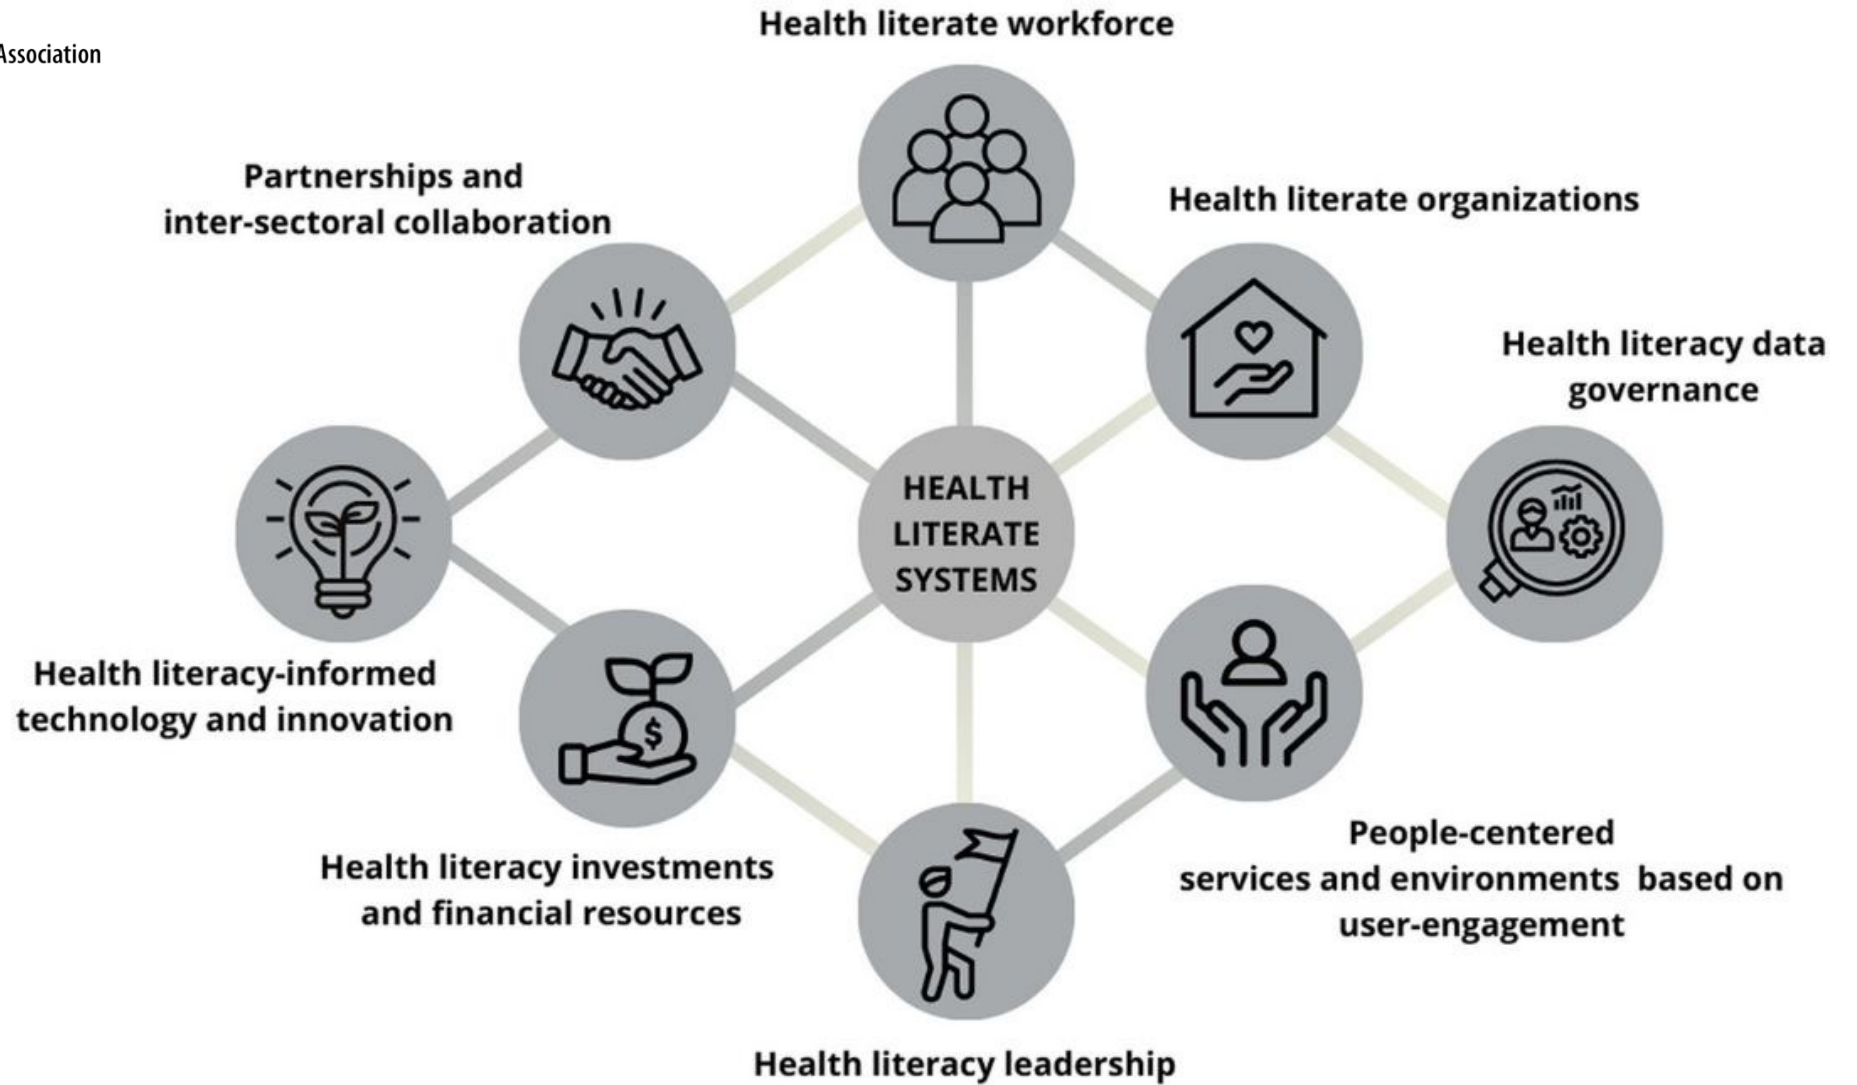 Health literate workforce
Association
Partnerships and
inter-sectoral collaboration
Health literate organizations
Health literacy data
governance
HEALTH
LITERATE
SYSTEMS
Health literacy-informed
technology and innovation
$
Health literacy investments
and financial resources
People-centered
services and environments based on
user-engagement
Health literacy leadership